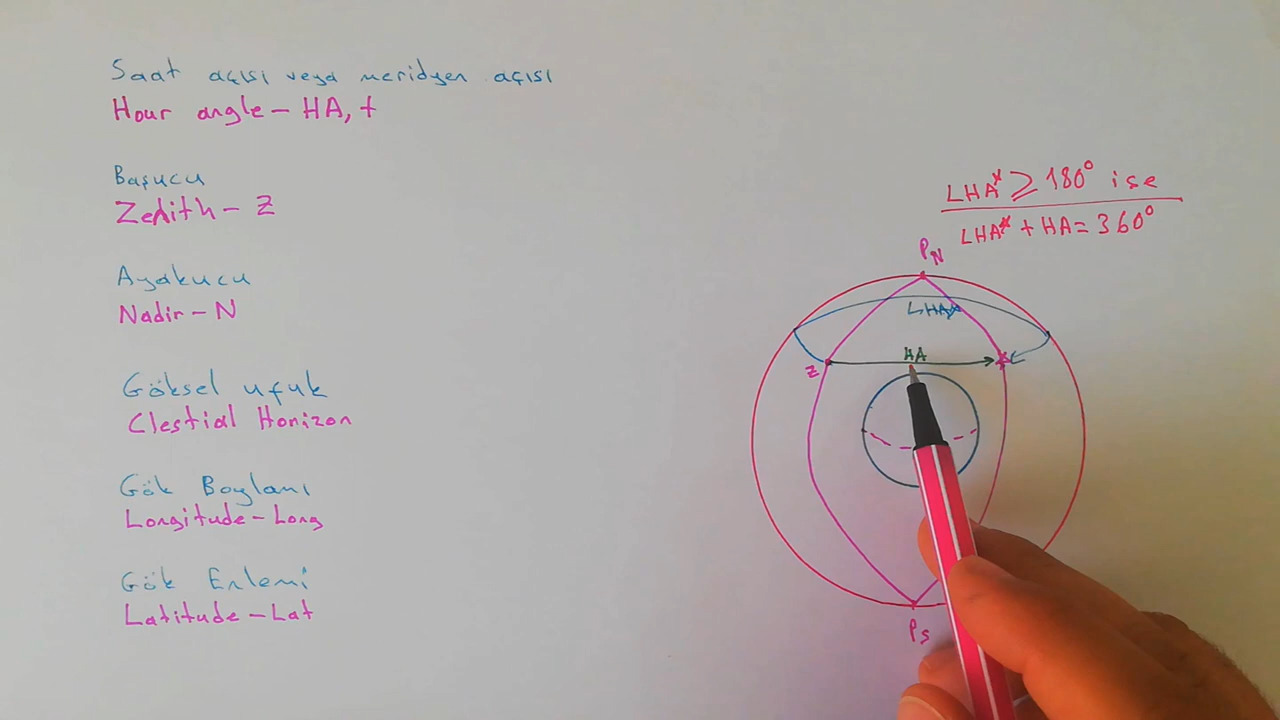 Saat açısı veya meridyen açısı
Hour angle - HA, t
Başucu
Zenith - Z
Ayakucu
Nadir - N
Göksel ufuk
Clestial Horizon
Gök Boylamı
Longitude - Long
Gök Enlemi
Latitude - Lat
LHA* ≥ 180° ise
LHA* + HA = 360°
PN
LHA*
HA
Z
PS